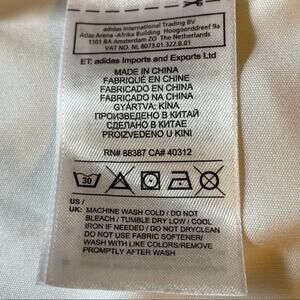 adidas International Trading BV
Atlas Arena -Afrika Building Hoogoorddreef 9a
1101 BA Amsterdam ZO The Netherlands
VAT NO. NL 8073.01.322.B.01
ET: adidas Imports and Exports Ltd
MADE IN CHINA
FABRIQUÉ EN CHINE
FABRICADO EN CHINA
FABRICADO NA CHINA
GYÁRTVA: KÍNA
ПРОИЗВЕДЕНО В КИТАЙ
СДЕЛАНО В КИТАЕ
PROIZVEDENO U KINI
RN# 88387 CA# 40312
30
US /
UK: MACHINE WASH COLD / DO NOT
BLEACH / TUMBLE DRY LOW / COOL
IRON IF NEEDED / DO NOT DRYCLEAN
DO NOT USE FABRIC SOFTENER/
WASH WITH LIKE COLORS/REMOVE
PROMPTLY AFTER WASH